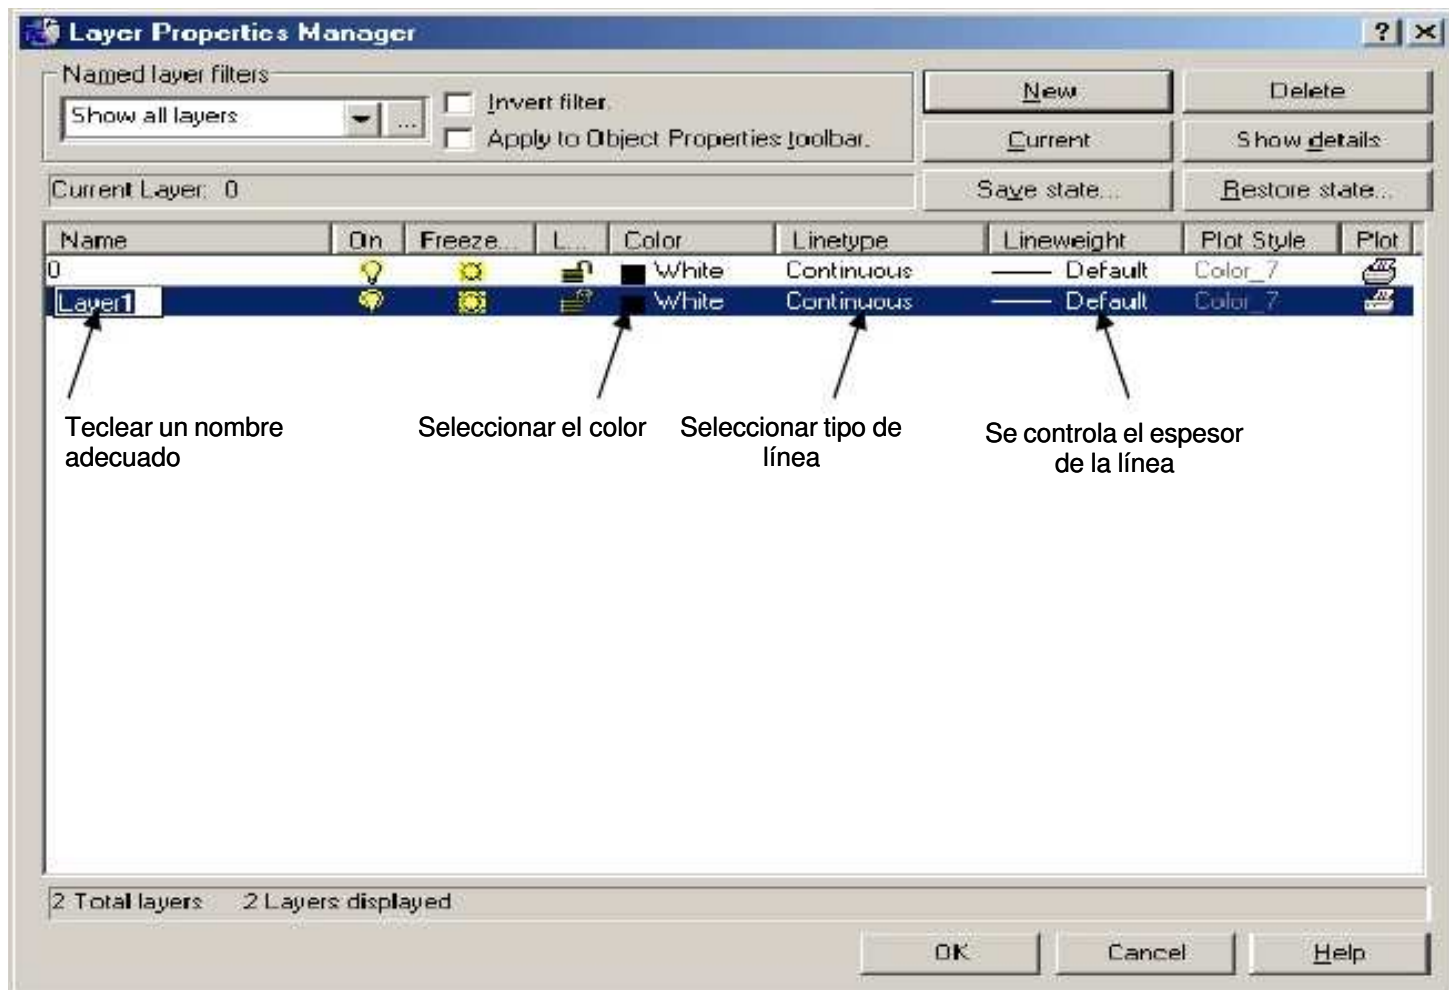 Layer Properties Manager
Named layer filters
Show all layers
...
Invert filter.
Apply to Object Properties toolbar.
New
Delete
Current
Show details
Current Layer: 0
Save state...
Restore state...
Name On Freeze... L... Color Linetype Lineweight Plot Style Plot
0 White Continuous Default Color_7
Layer1 White Continuous Default Color_7
Teclear un nombre
adecuado
Seleccionar el color
Seleccionar tipo de
línea
Se controla el espesor
de la línea
2 Total layers 2 Layers displayed
OK Cancel Help